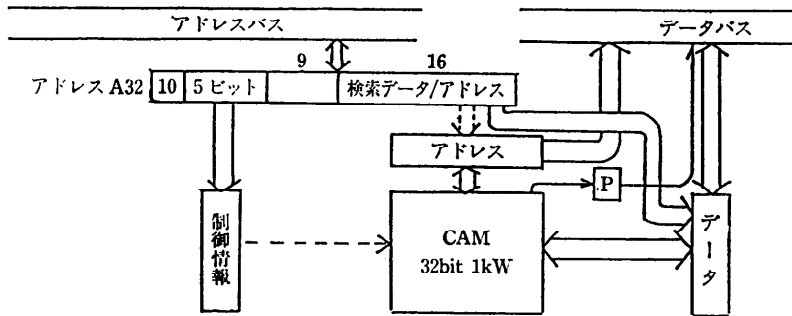 アドレスバス
データバス
9
16
アドレス A32
10
5 ビット
検索データ/アドレス
アドレス
P
制御情報
CAM
32bit 1kW
データ